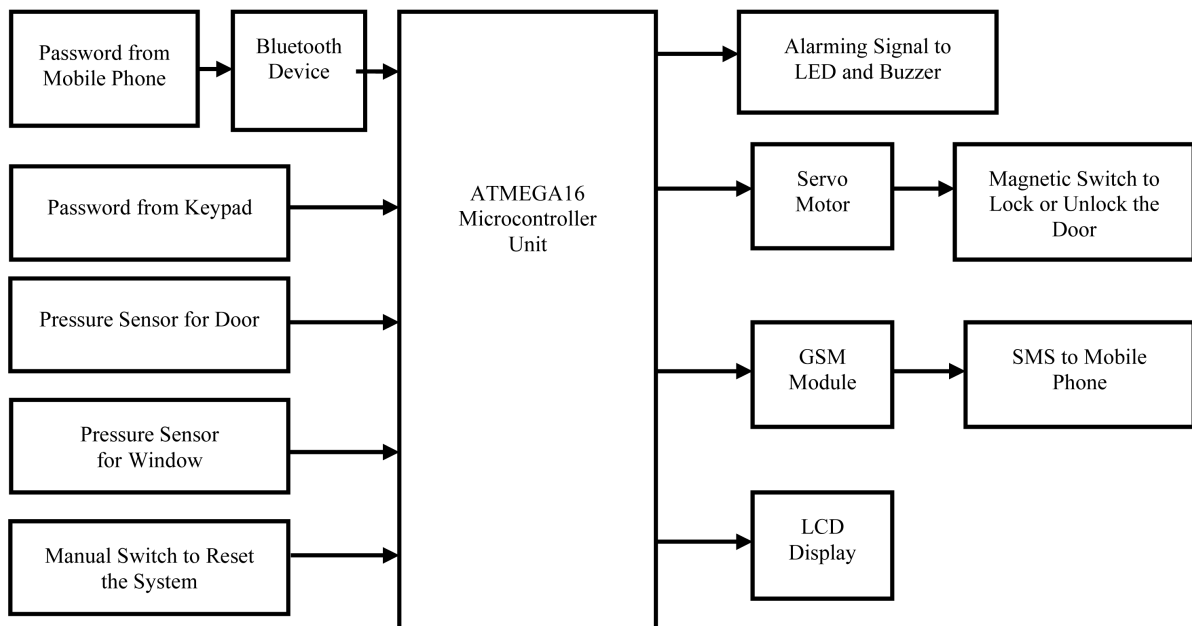 Password from
Mobile Phone
Bluetooth
Device
Password from Keypad
Pressure Sensor for Door
Pressure Sensor
for Window
Manual Switch to Reset
the System
ATMEGA16
Microcontroller
Unit
Alarming Signal to
LED and Buzzer
Servo
Motor
Magnetic Switch to
Lock or Unlock the
Door
GSM
Module
SMS to Mobile
Phone
LCD
Display